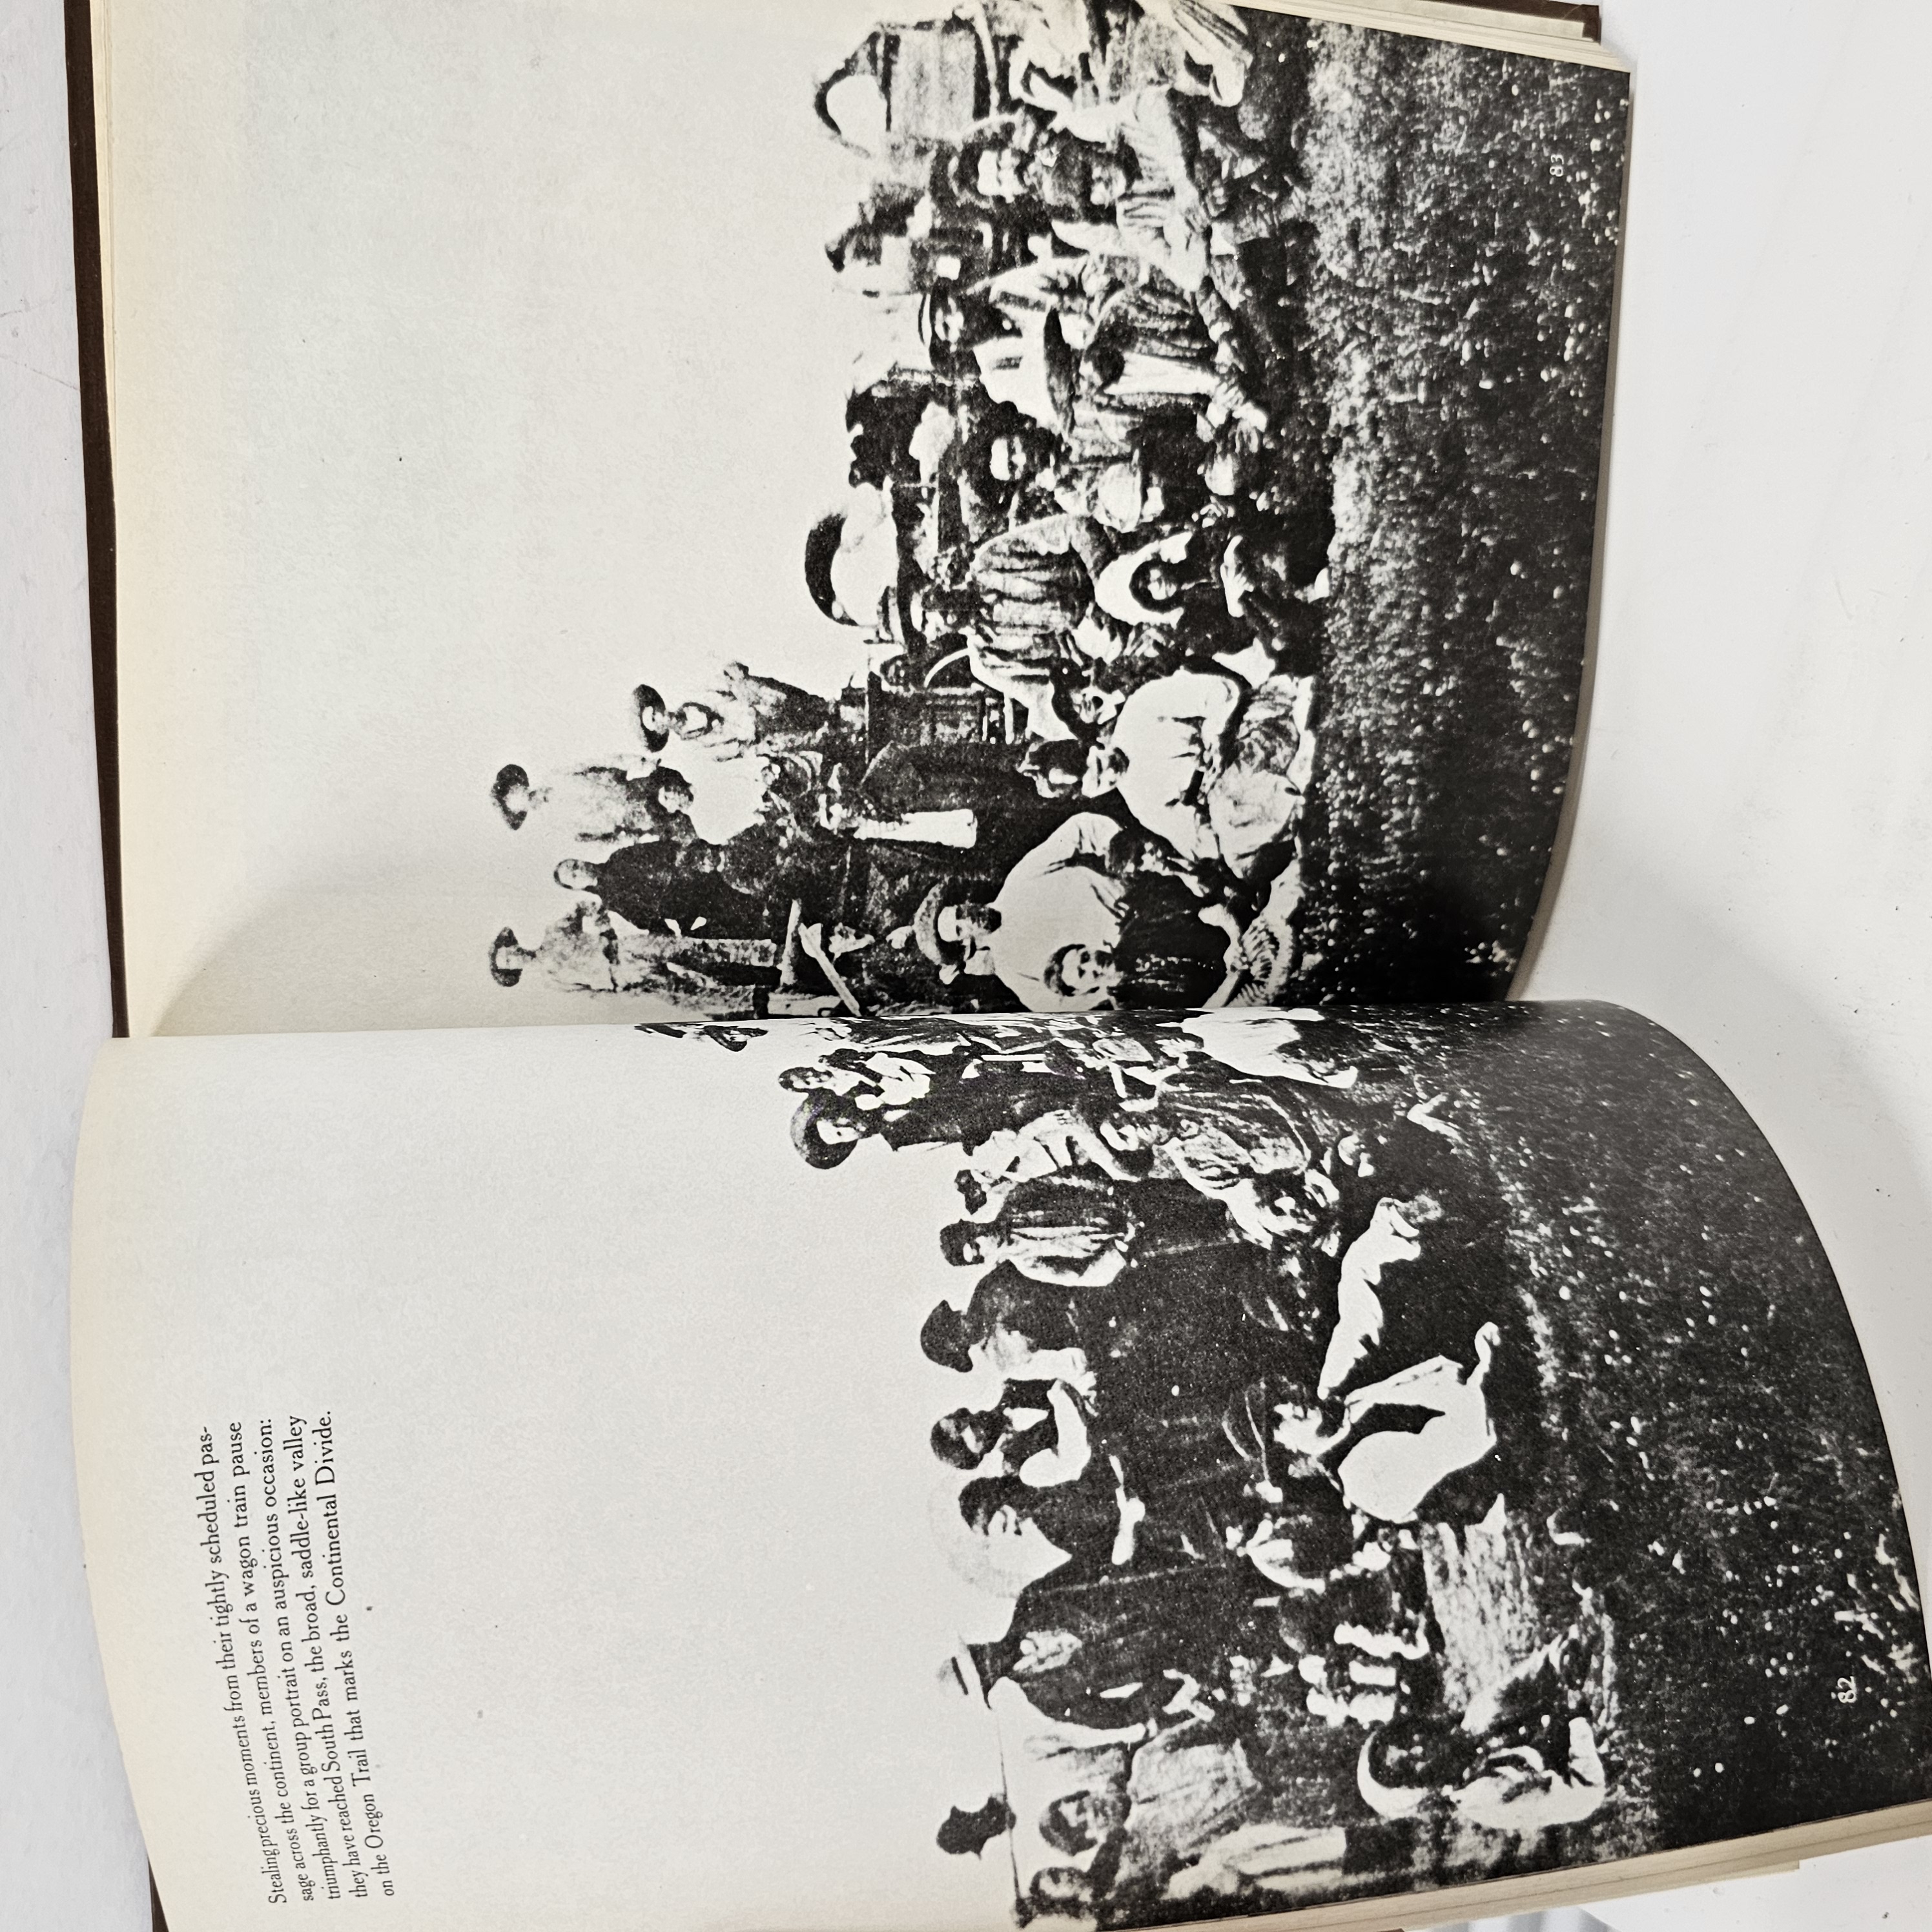 Stealing precious moments from their tightly scheduled pas-
sage across the continent, members of a wagon train pause
triumphantly for a group portrait on an auspicious occasion:
they have reached South Pass, the broad, saddle-like valley
on the Oregon Trail that marks the Continental Divide.
82
83